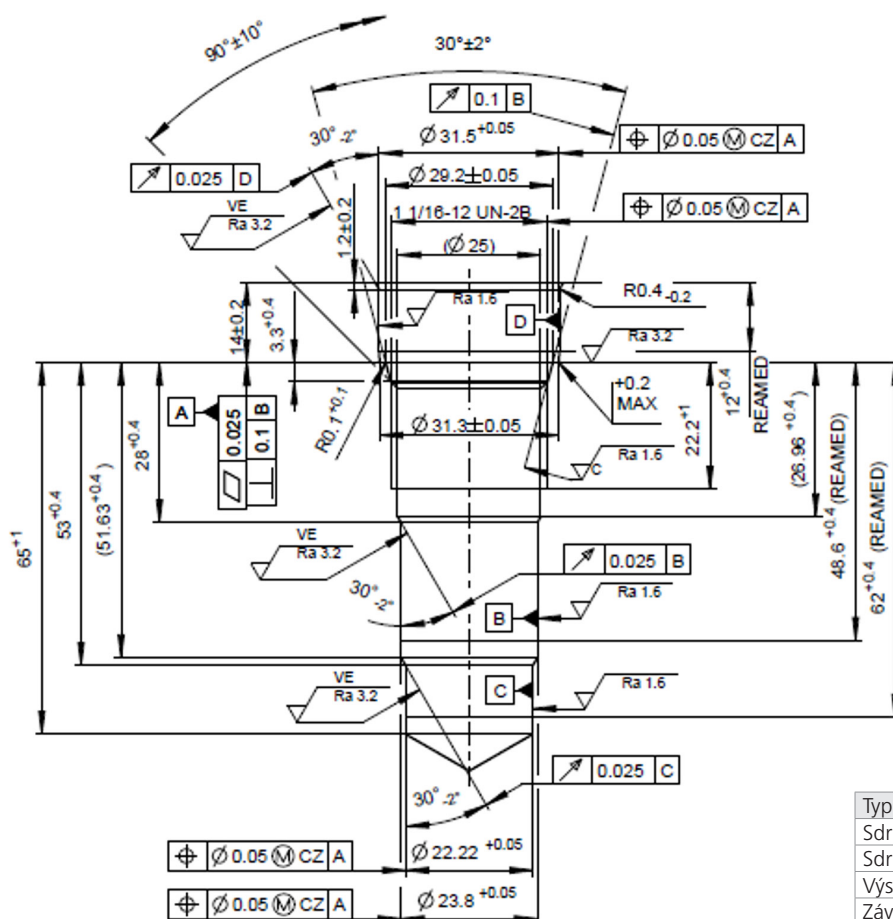 90°±10°
30°±2°
↗ 0.1 B
30° -2°
Ø 31.5 +0.05
⌖ Ø 0.05 Ⓜ CZ A
↗ 0.025 D
Ø 29.2±0.05
VE
Ra 3.2
1.2±0.2
1 1/16-12 UN-2B
⌖ Ø 0.05 Ⓜ CZ A
(Ø 25)
Ra 1.6
R0.4 -0.2
D
14±0.2
3.3 +0.4
Ra 3.2
12 +0.4
REAMED
+0.2
MAX
A
0.025
0.1 B
R0.1 +0.1
Ø 31.3±0.05
C
Ra 1.6
22.2 +1
(26.96 +0.4)
28 +0.4
48.6 +0.4 (REAMED)
62 +0.4 (REAMED)
65 +1
53 +0.4
(51.63 +0.4)
VE
Ra 3.2
↗ 0.025 B
30° -2°
Ra 1.6
B
VE
Ra 3.2
C
Ra 1.6
↗ 0.025 C
30° -2°
⌖ Ø 0.05 Ⓜ CZ A
Ø 22.22 +0.05
⌖ Ø 0.05 Ⓜ CZ A
Ø 23.8 +0.05
Typ
Sdr
Sdr
Výs
Záv